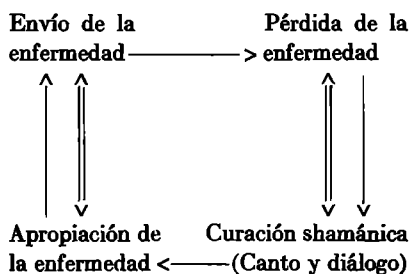 Envío de la Pérdida de la
enfermedad enfermedad
Apropiación de Curación shamánica
la enfermedad (Canto y diálogo)